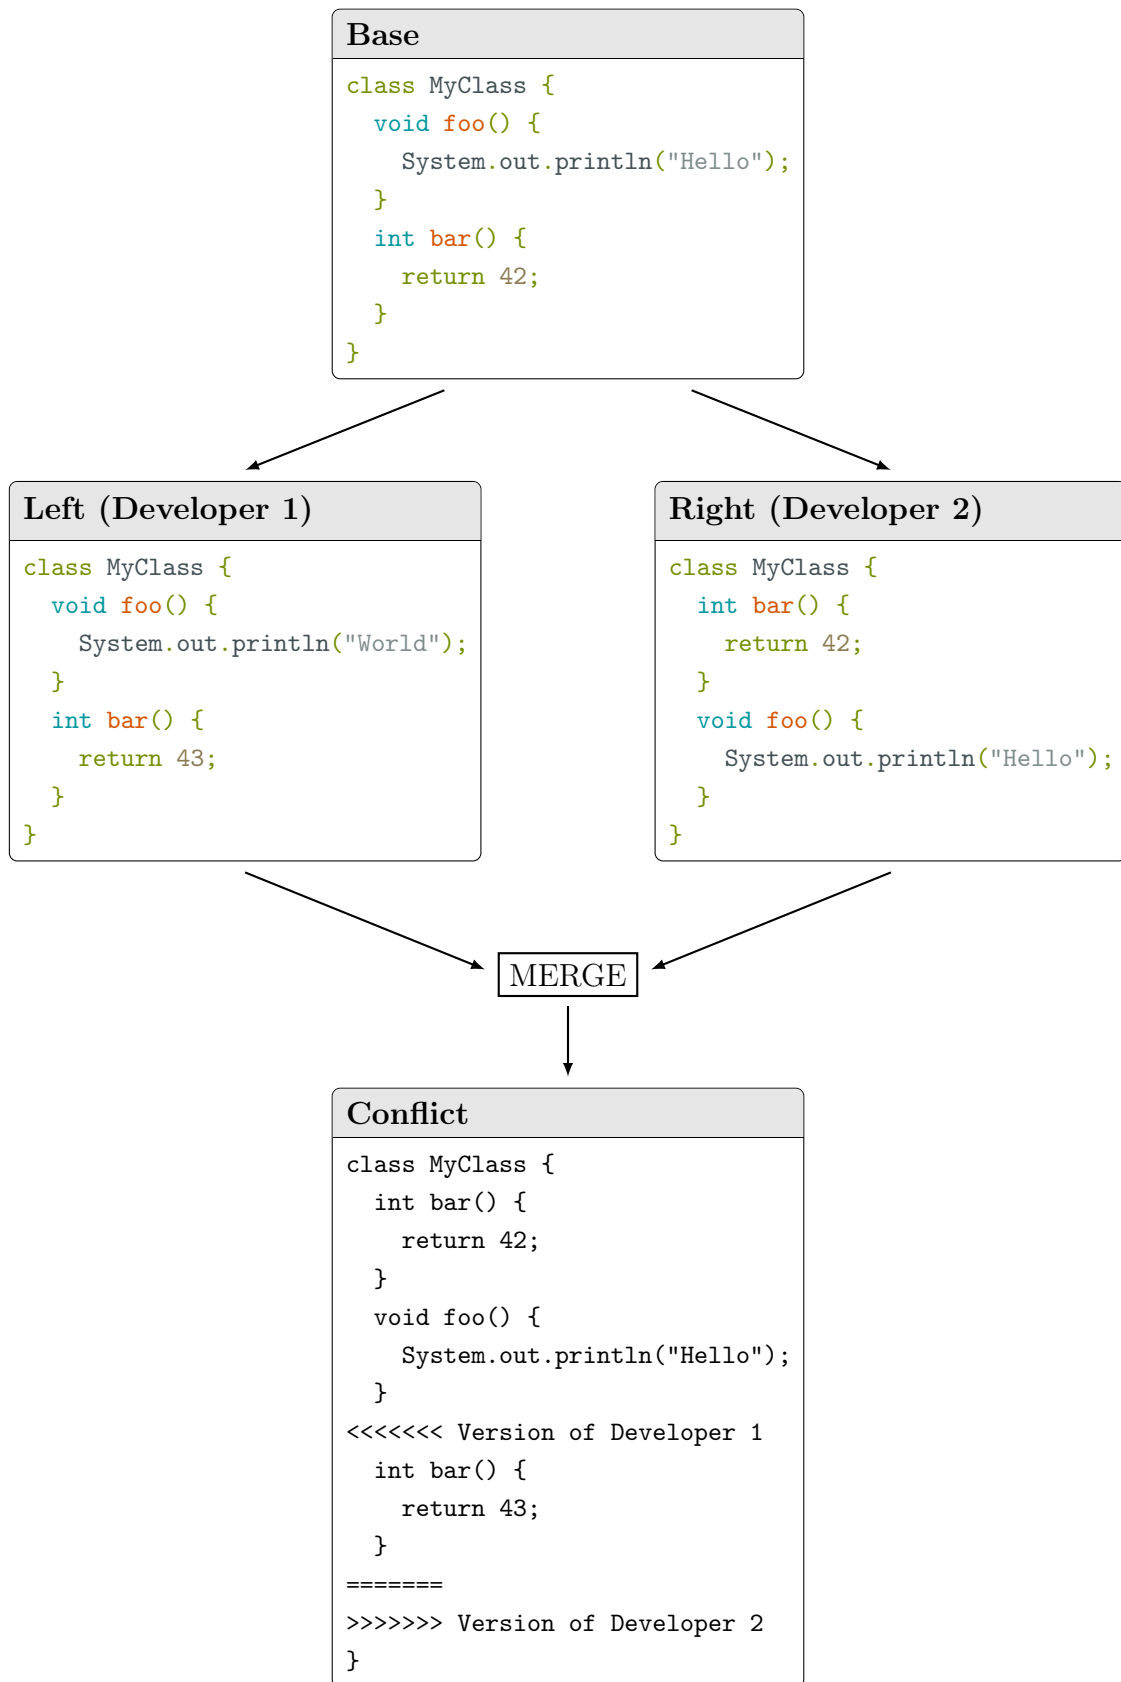 Base
class MyClass {
  void foo() {
    System.out.println("Hello");
  }
  int bar() {
    return 42;
  }
}
Left (Developer 1)
class MyClass {
  void foo() {
    System.out.println("World");
  }
  int bar() {
    return 43;
  }
}
Right (Developer 2)
class MyClass {
  int bar() {
    return 42;
  }
  void foo() {
    System.out.println("Hello");
  }
}
MERGE
Conflict
class MyClass {
  int bar() {
    return 42;
  }
  void foo() {
    System.out.println("Hello");
  }
<<<<<<< Version of Developer 1
  int bar() {
    return 43;
  }
=======
>>>>>>> Version of Developer 2
}